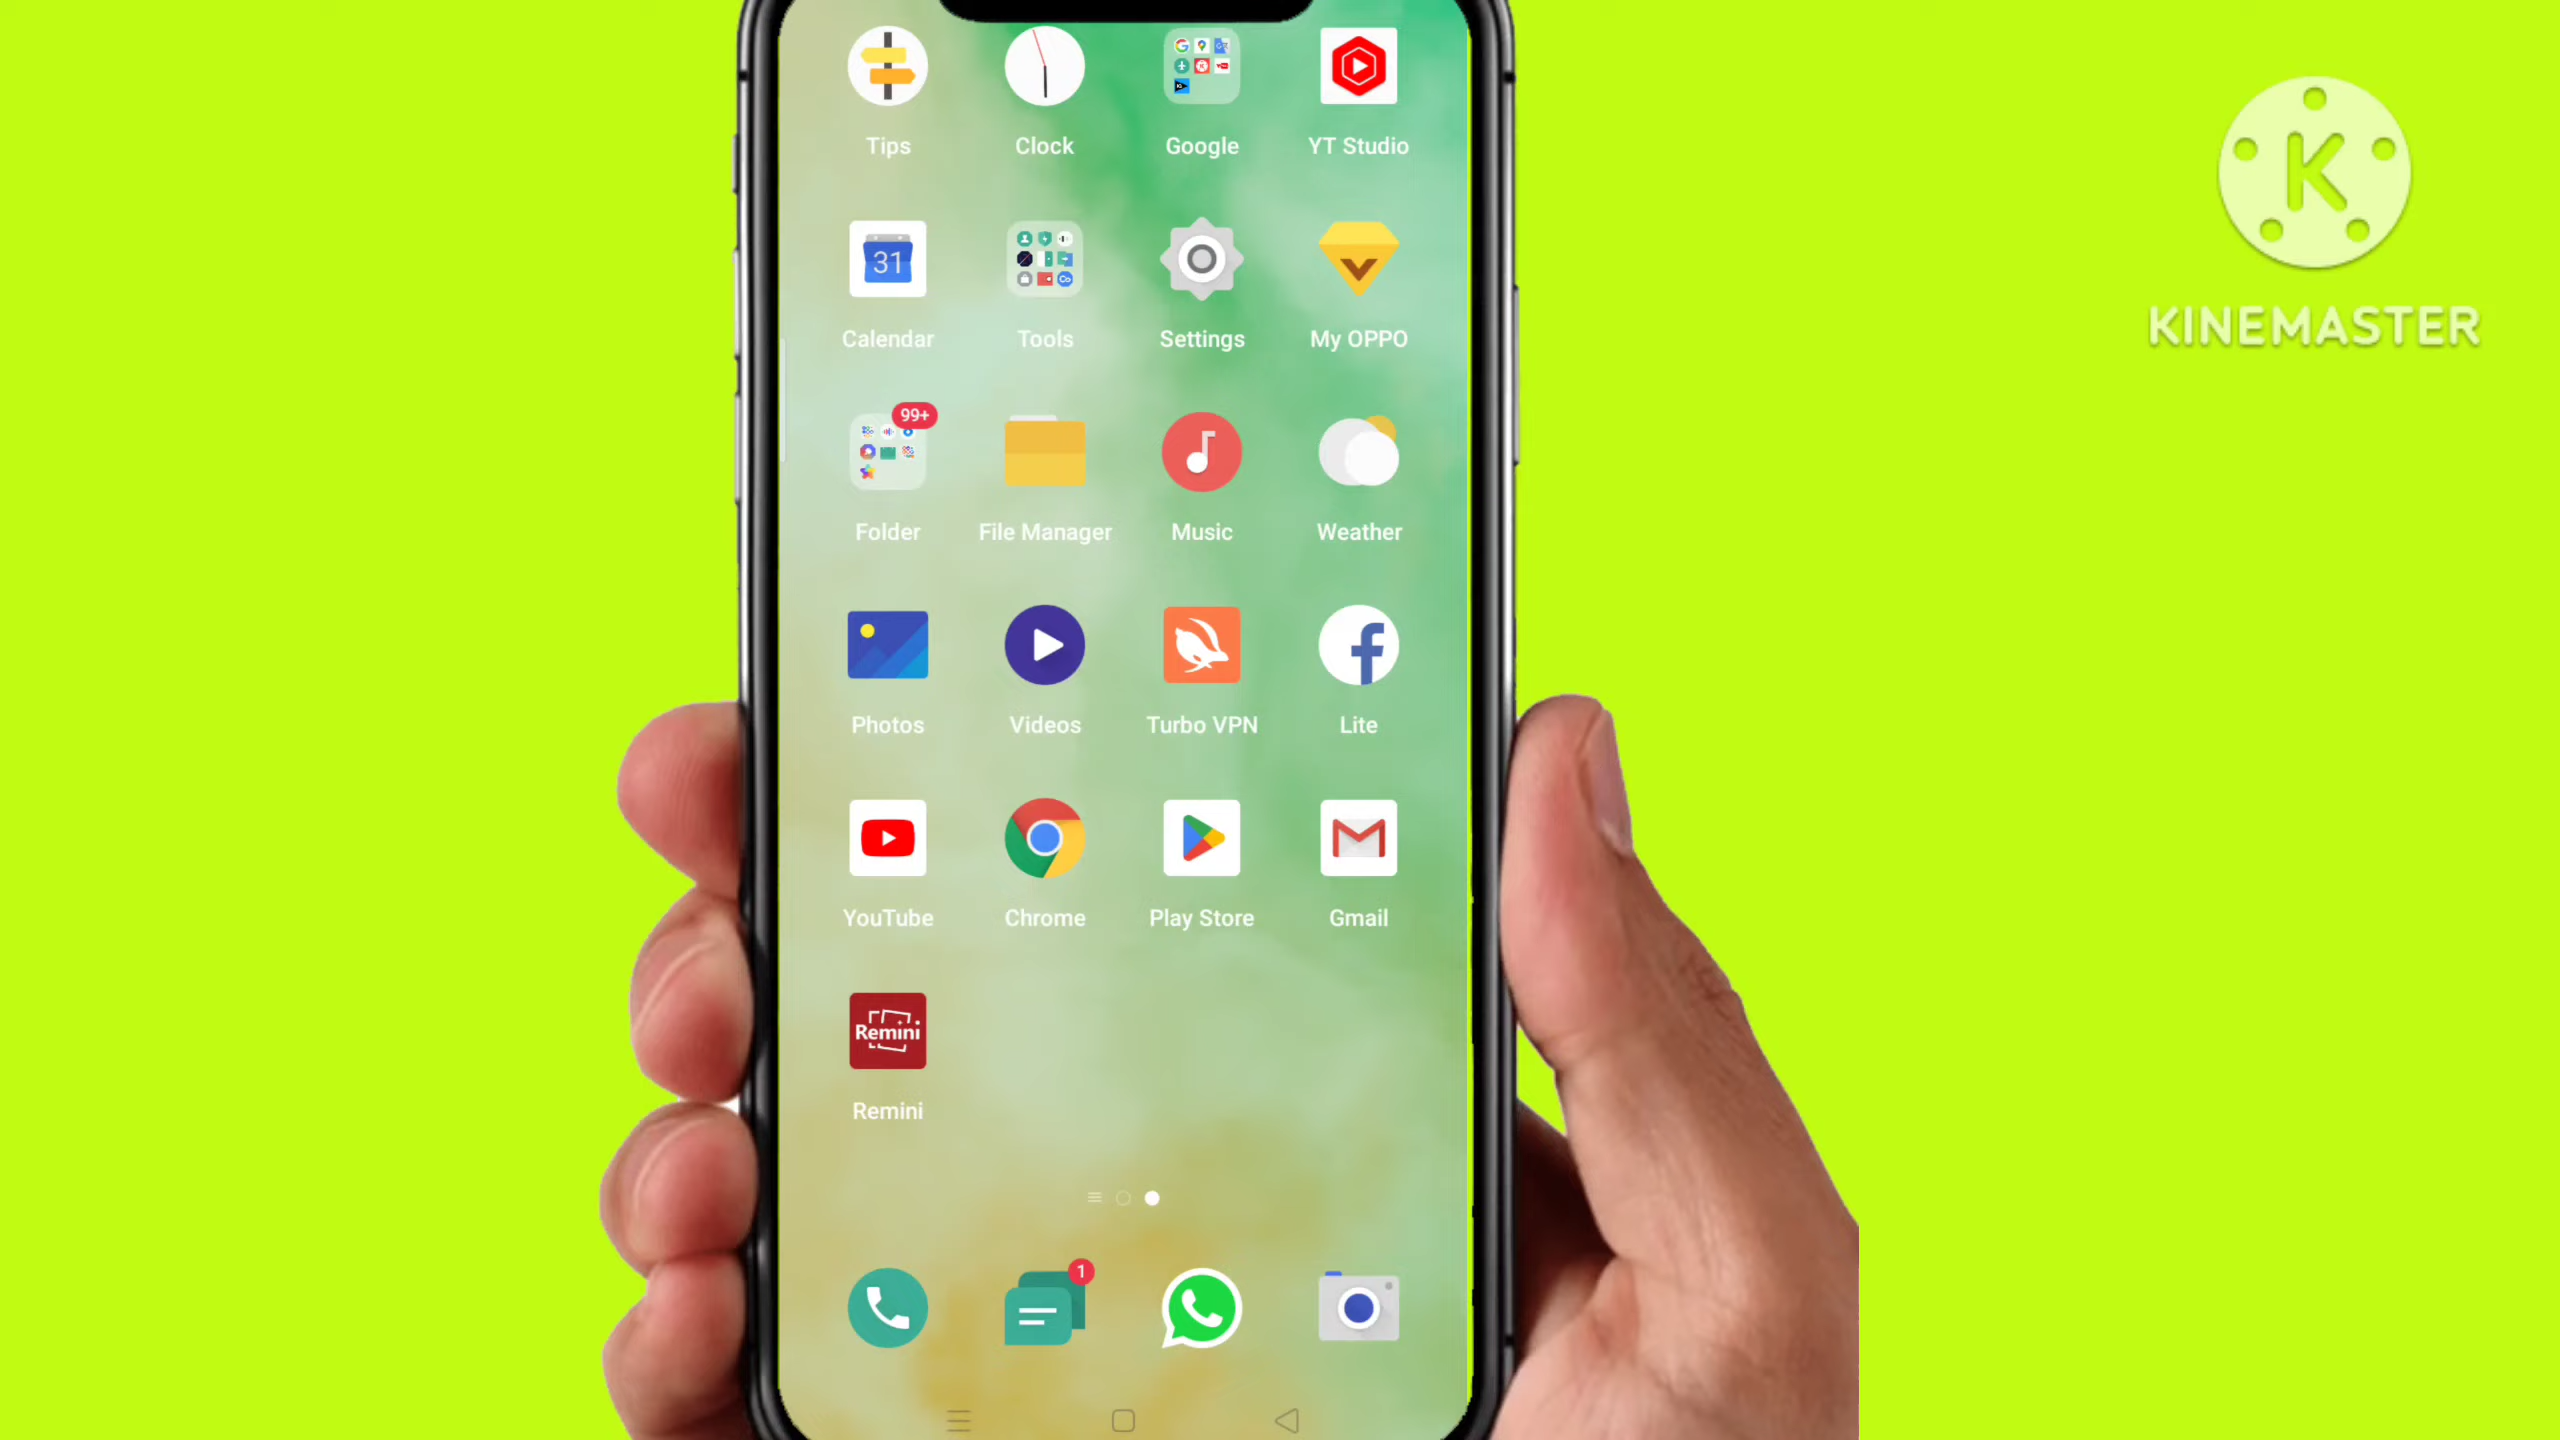 Tips Clock Google YT Studio
KINEMASTER
31
Calendar Tools Settings My OPPO
99+
Folder File Manager Music Weather
Photos Videos Turbo VPN Lite
YouTube Chrome Play Store Gmail
Remini
Remini
1